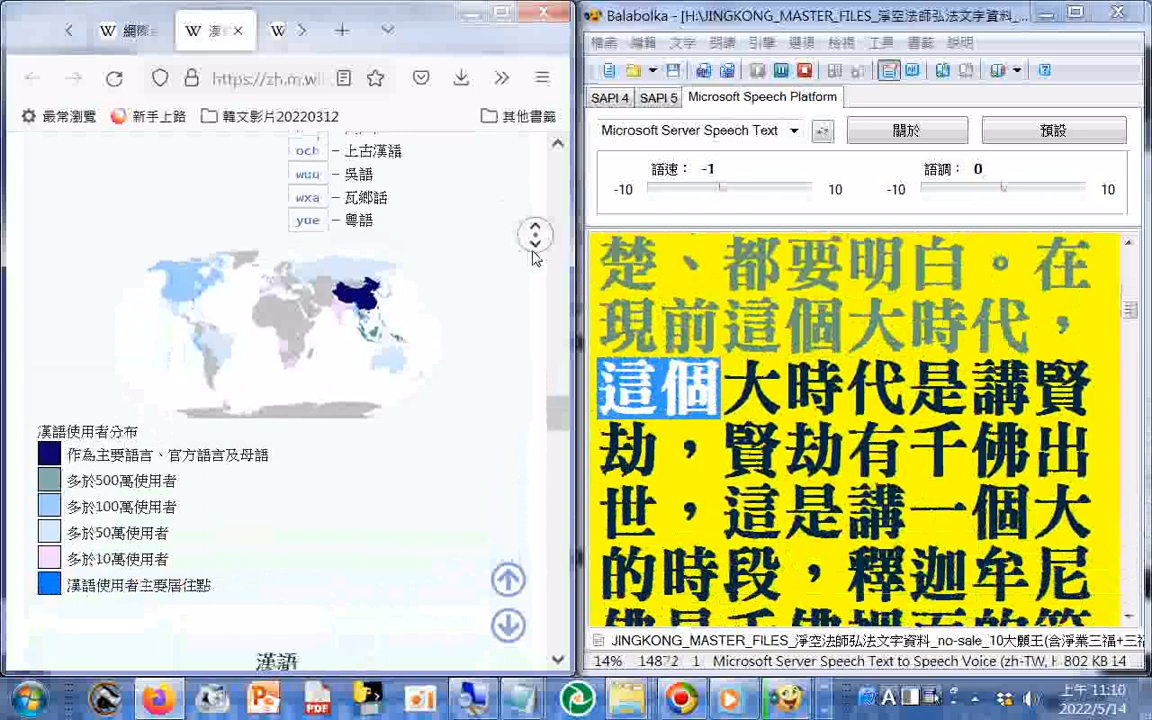 漢
https://zh.m.wi
最常瀏覽
新手上路
韓文影片20220312
其他書籤
och – 上古漢語
wuu – 吳語
wxa – 瓦鄉話
yue – 粵語
漢語使用者分布
作為主要語言、官方語言及母語
多於500萬使用者
多於100萬使用者
多於50萬使用者
多於10萬使用者
漢語使用者主要居住點
漢語
Balabolka - [H:\JINGKONG_MASTER_FILES_淨空法師弘法文字資料_...
檔案 編輯 文字 朗讀 引擎 選項 檢視 工具 書籤 說明
SAPI 4 SAPI 5 Microsoft Speech Platform
Microsoft Server Speech Text
關於
預設
語速: -1
語調: 0
-10 10 -10 10
楚、都要明白。在
現前這個大時代,
這個大時代是講賢
劫,賢劫有千佛出
世,這是講一個大
的時段,釋迦牟尼
JINGKONG_MASTER_FILES_淨空法師弘法文字資料_no-sale_10大願王(含淨業三福+三福
14% 14872 1 Microsoft Server Speech Text to Speech Voice (zh-TW, H 802 KB 14
上午 11:10
2022/5/14